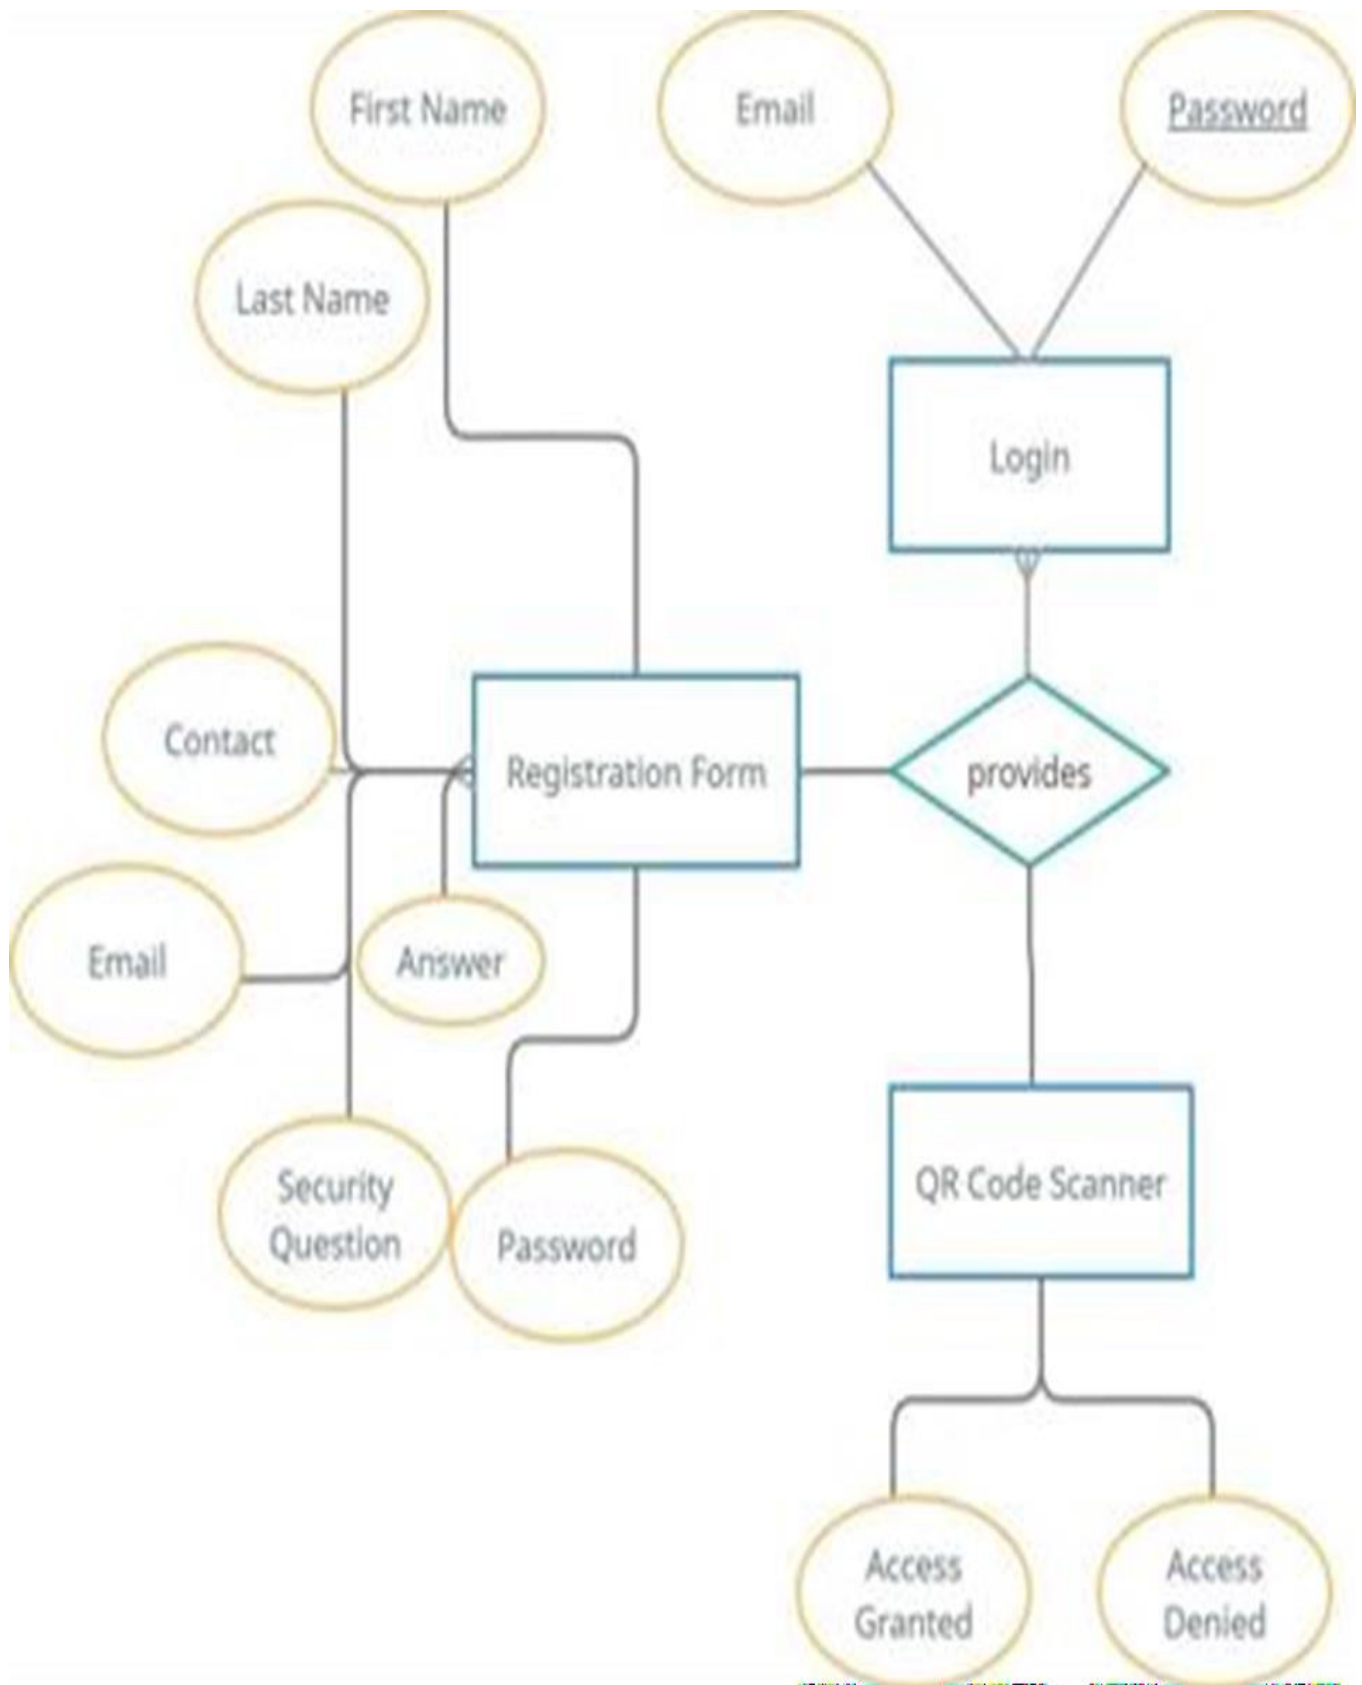 First Name
Email
Password
Last Name
Login
Contact
Registration Form
provides
Email
Answer
Security
Question
Password
QR Code Scanner
Access
Granted
Access
Denied